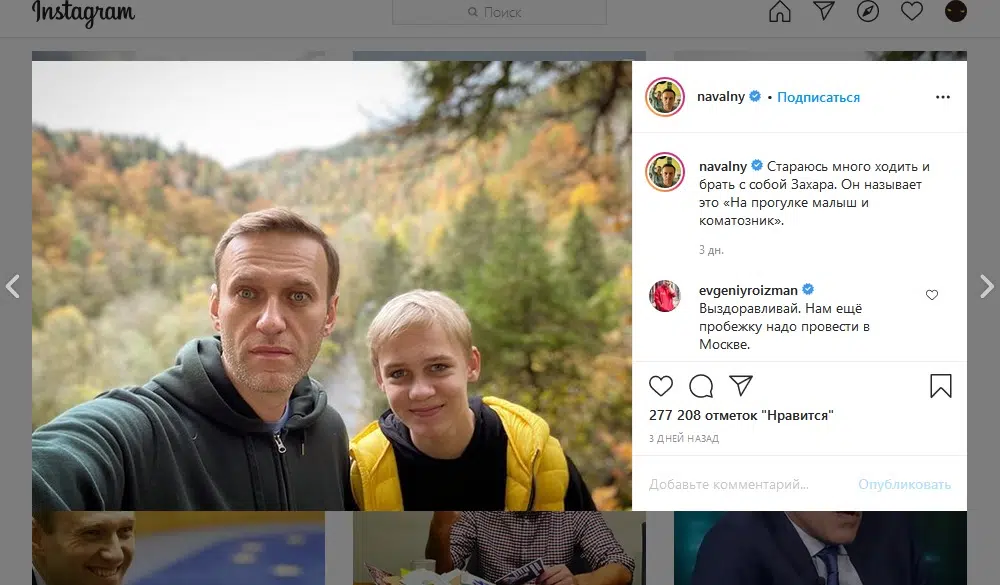 Instagram
Поиск
navalny • Подписаться
navalny Стараюсь много ходить и
брать с собой Захара. Он называет
это «На прогулке малыш и
коматозник».
3 дн.
evgeniyroizman
Выздоравливай. Нам ещё
пробежку надо провести в
Москве.
277 208 отметок "Нравится"
3 ДНЕЙ НАЗАД
Добавьте комментарий...
Опубликовать